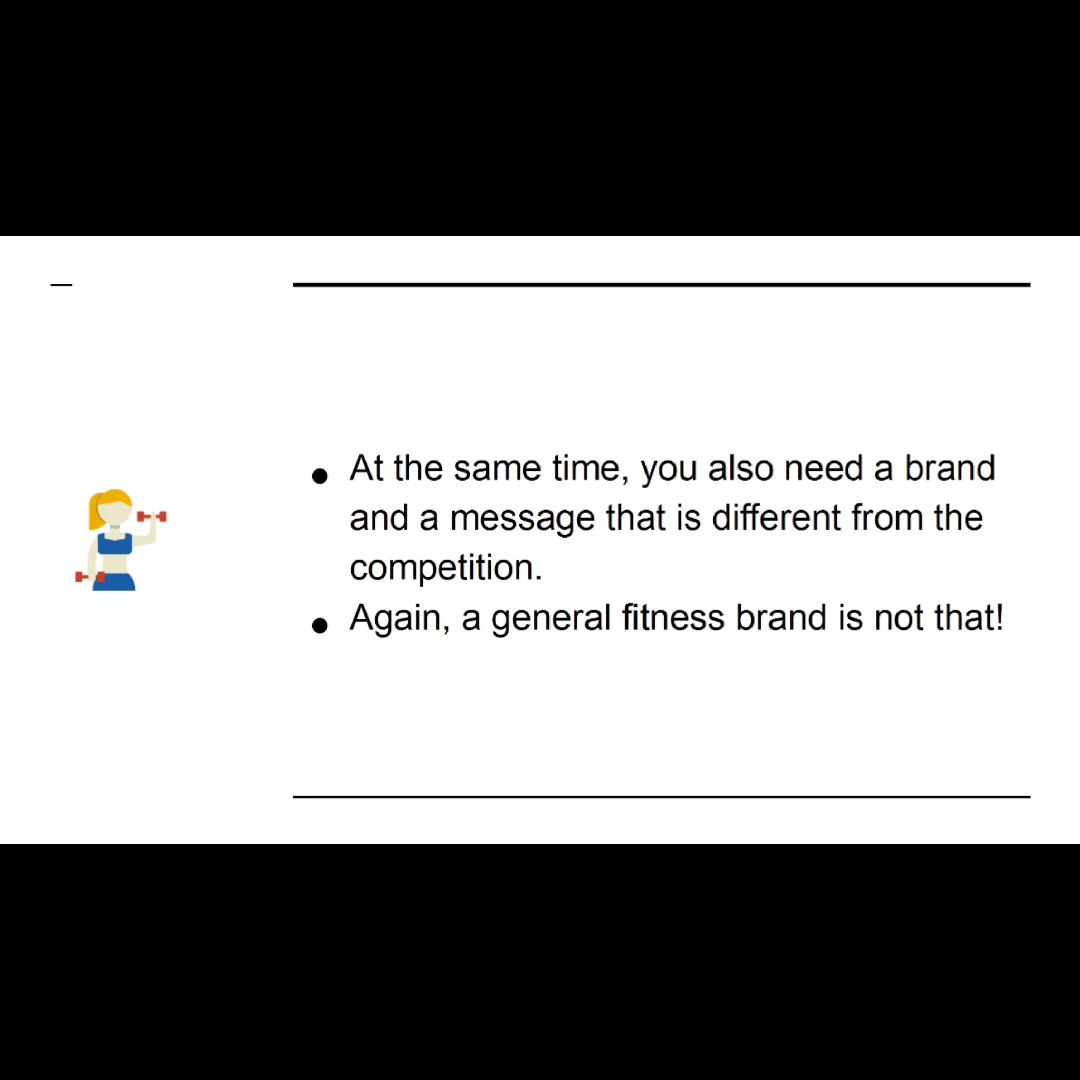 At the same time, you also need a brand
and a message that is different from the
competition.
Again, a general fitness brand is not that!